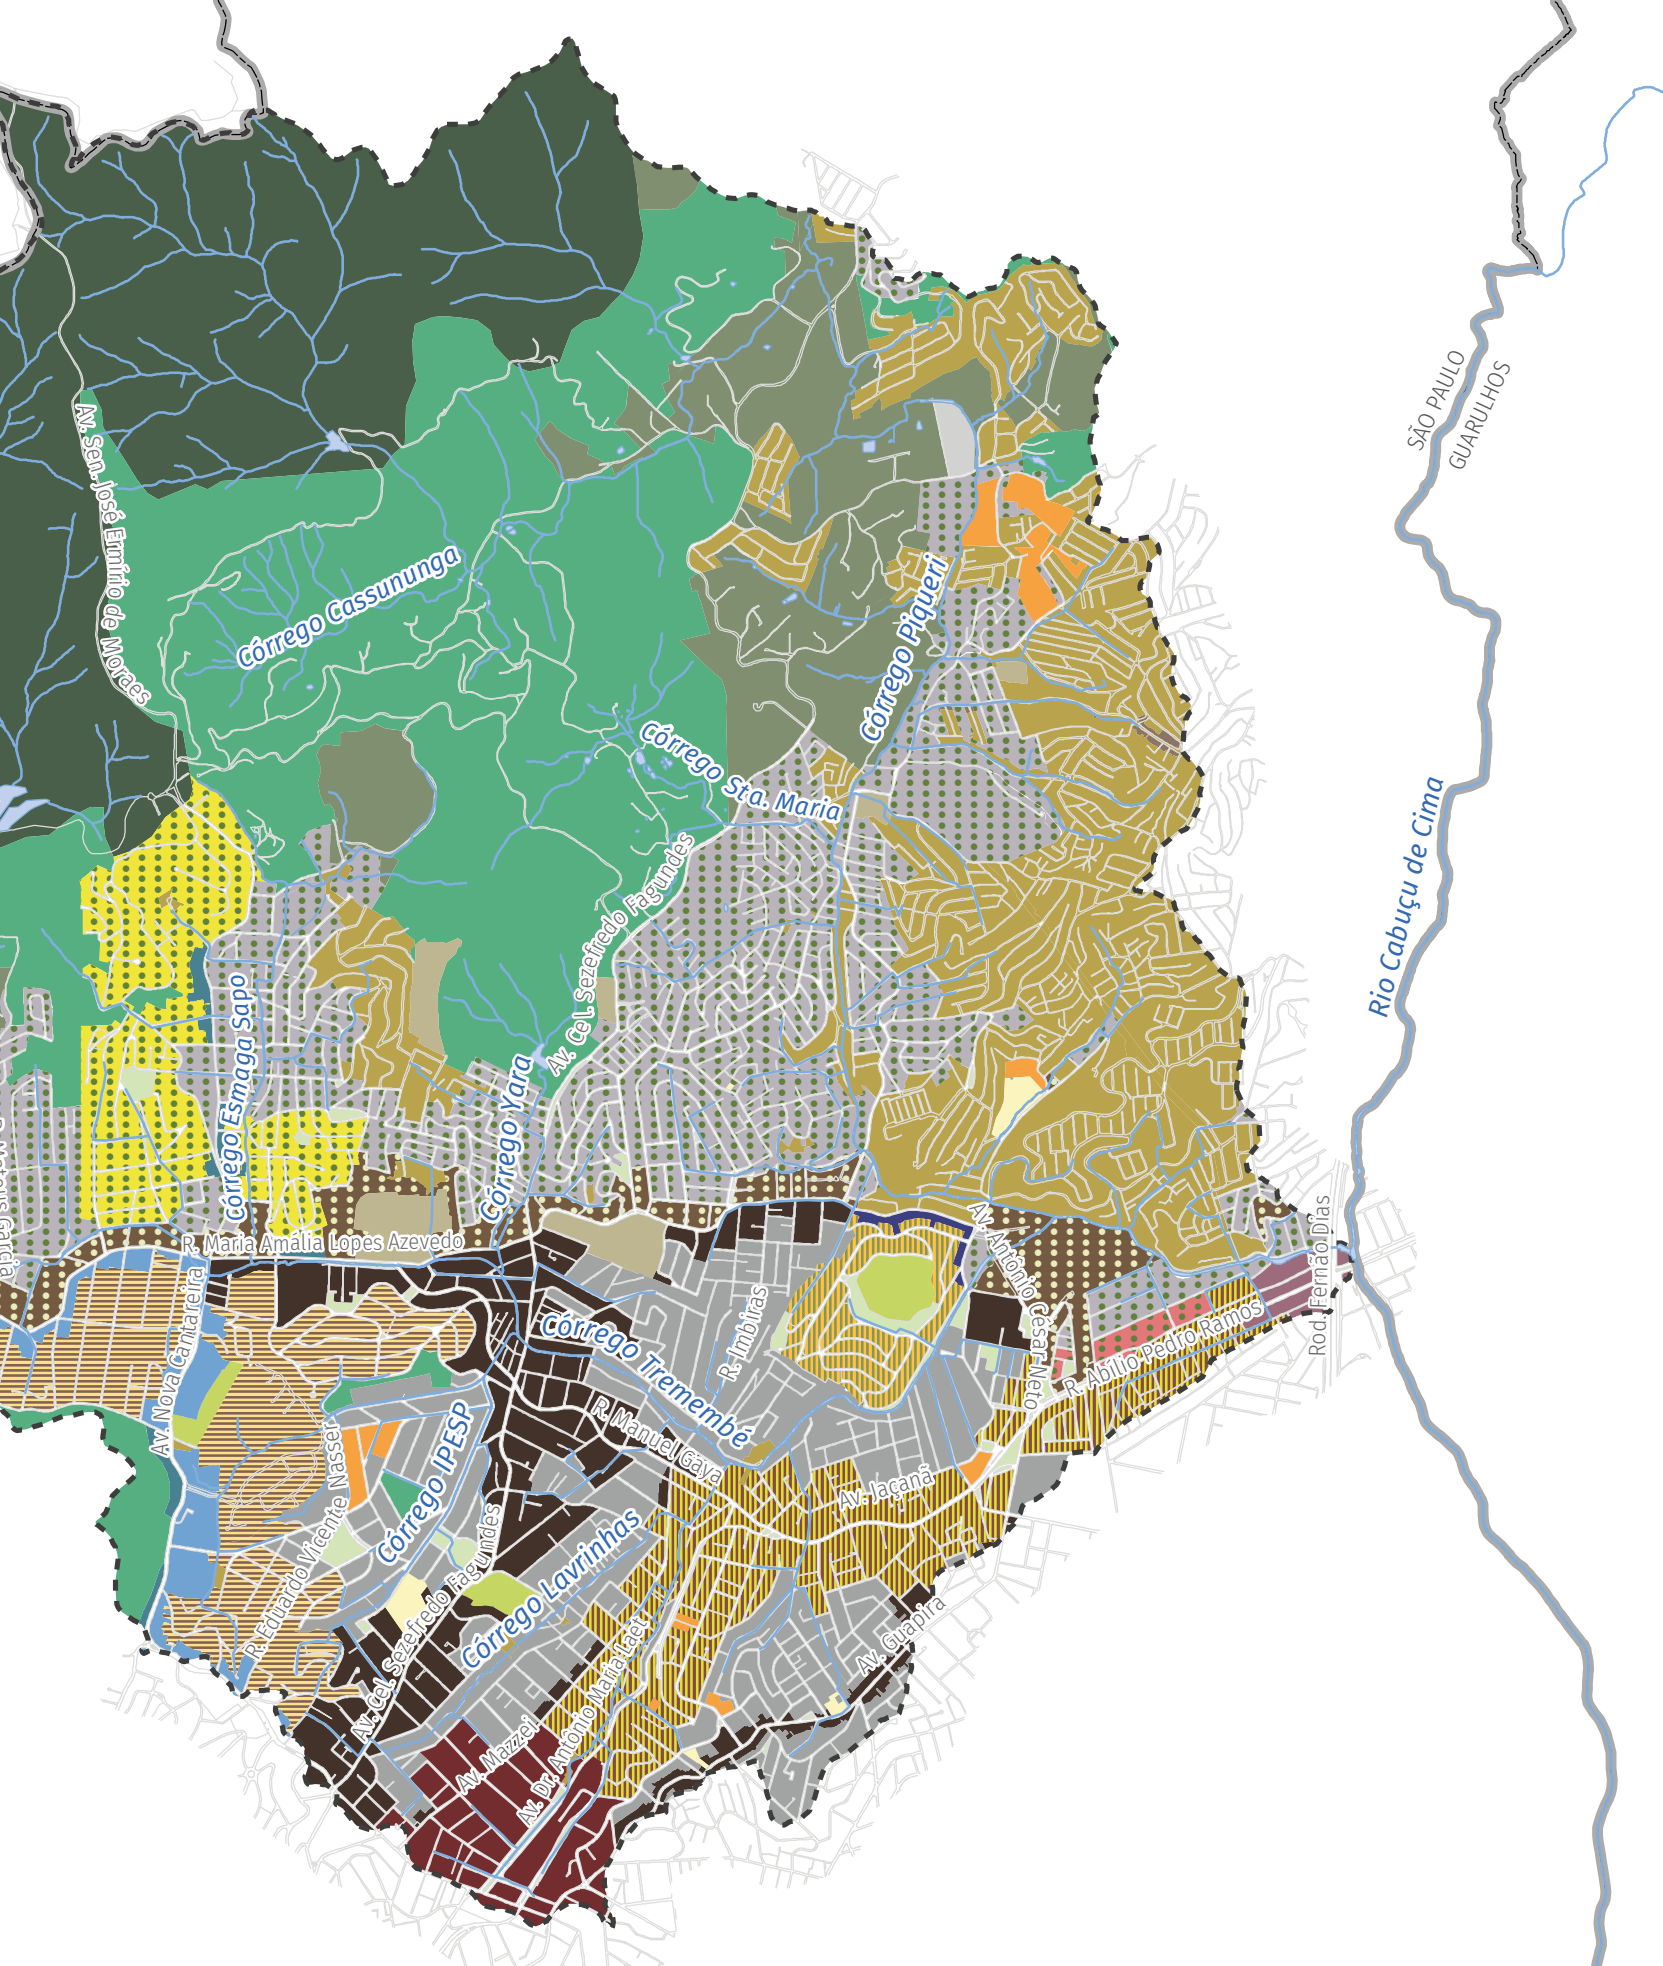 SÃO PAULO
GUARULHOS
Av. Sen. José Ermírio de Moraes
Córrego Cassununga
Córrego Piqueri
Córrego Sta. Maria
Rio Cabuçu de Cima
Av. Cel. Sezefredo Fagundes
Córrego Esmaga Sapo
Córrego Yara
R. Maria Amália Lopes Azevedo
Av. Antonio César Neto
Rod. Fernão Dias
Av. Nova Cantareira
Córrego Tremembé
R. Imbiras
R. Abílio Pedro Ramos
R. Manuel Gaya
Av. Jaçanã
Córrego IPESP
R. Eduardo Vicente Nasser
Córrego Lavrinhas
Av. Cel. Sezefredo Fagundes
Av. Guapira
Av. Mazzei
Av. Dr. Antônio Maria Laet